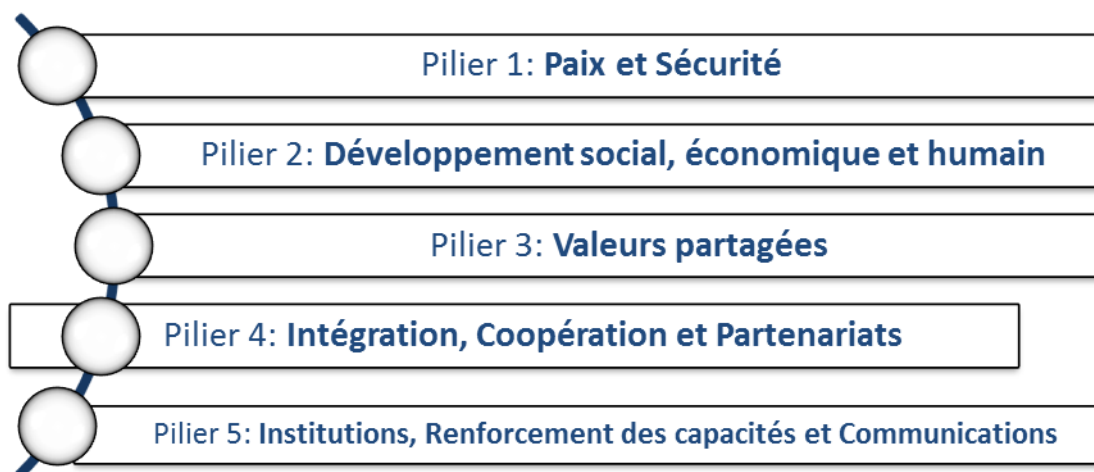 Pilier 1: Paix et Sécurité
Pilier 2: Développement social, économique et humain
Pilier 3: Valeurs partagées
Pilier 4: Intégration, Coopération et Partenariats
Pilier 5: Institutions, Renforcement des capacités et Communications